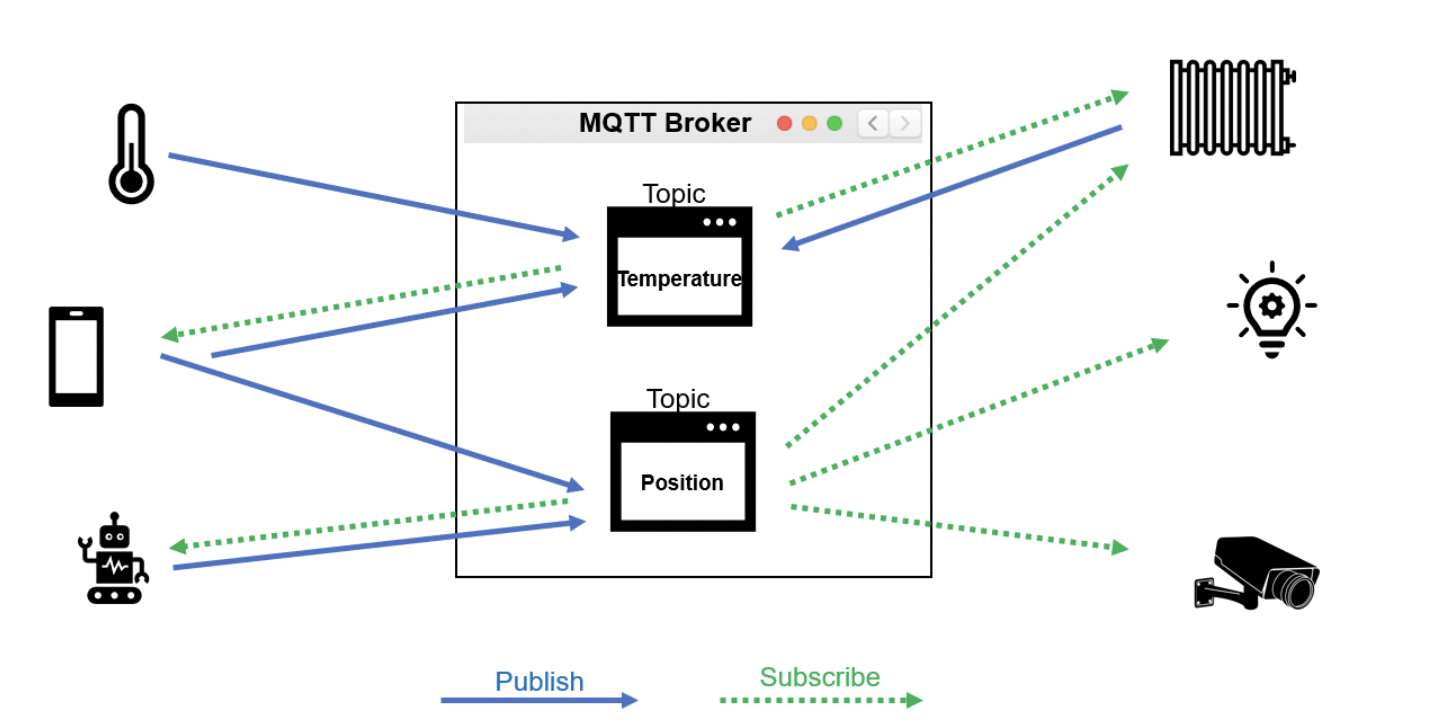 MQTT Broker
Topic
Temperature
Topic
Position
Publish
Subscribe